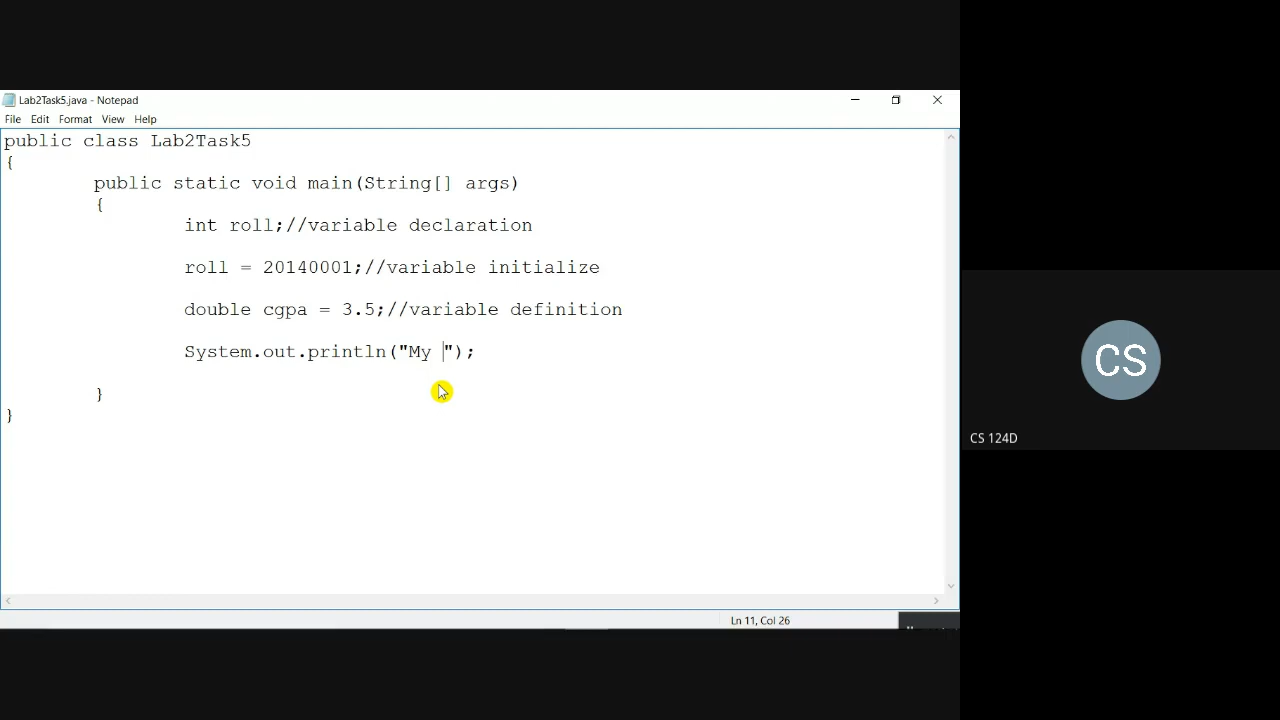 Lab2Task5.java - Notepad
File Edit Format View Help
public class Lab2Task5
{
public static void main(String[] args)
{
int roll;//variable declaration
roll = 20140001;//variable initialize
double cgpa = 3.5;//variable definition
System.out.println("My ");
}
}
Ln 11, Col 26
CS
CS 124D